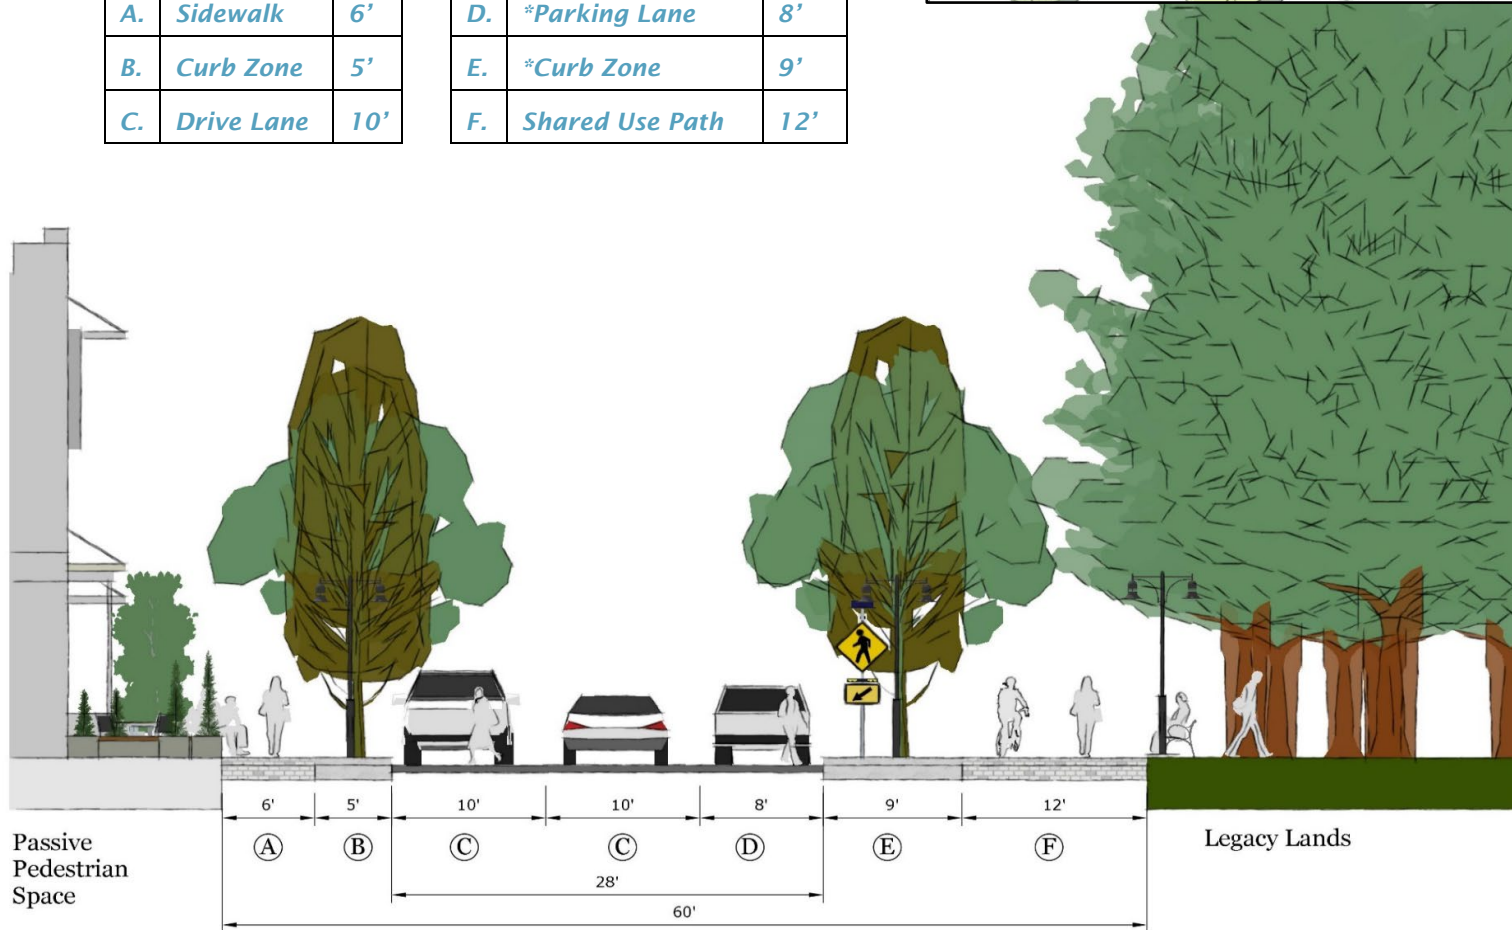 A. Sidewalk 6’
D. *Parking Lane 8’
B. Curb Zone 5’
E. *Curb Zone 9’
C. Drive Lane 10’
F. Shared Use Path 12’
6' 5' 10' 10' 8' 9' 12'
A B C C D E F
Passive
Pedestrian
Space
Legacy Lands
28'
60'